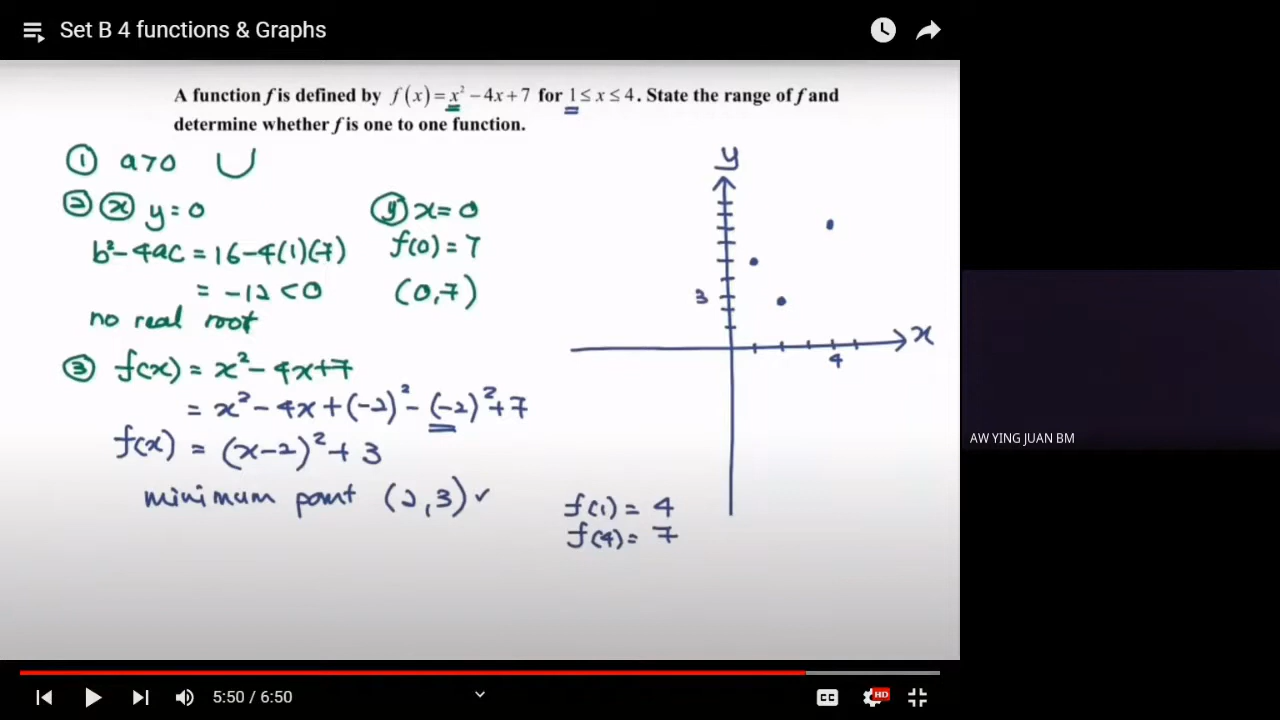 Set B 4 functions & Graphs
A function f is defined by f(x) = x² − 4x + 7 for 1 ≤ x ≤ 4. State the range of f and
determine whether f is one to one function.
① a>0
② ⓧ y = 0
b² - 4ac = 16 - 4(1)(7)
= -12 < 0
no real root
ⓨ x = 0
f(0) = 7
(0,7)
③ f(x) = x² - 4x+7
= x² - 4x + (-2)² - (-2)² + 7
f(x) = (x-2)² + 3
minimum point (2,3) ✓
y
3
x
4
f(1) = 4
f(4) = 7
AW YING JUAN BM
5:50 / 6:50
CC
HD